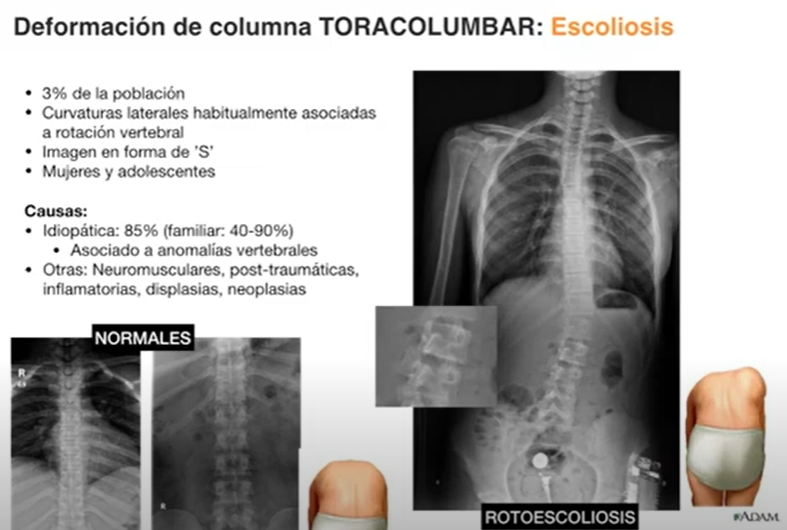 Deformación de columna TORACOLUMBAR: Escoliosis
• 3% de la población
• Curvaturas laterales habitualmente asociadas
a rotación vertebral
• Imagen en forma de 'S'
• Mujeres y adolescentes
Causas:
• Idiopática: 85% (familiar: 40-90%)
• Asociado a anomalías vertebrales
• Otras: Neuromusculares, post-traumáticas,
inflamatorias, displasias, neoplasias
NORMALES
R
R
ROTOESCOLIOSIS
ADAM.